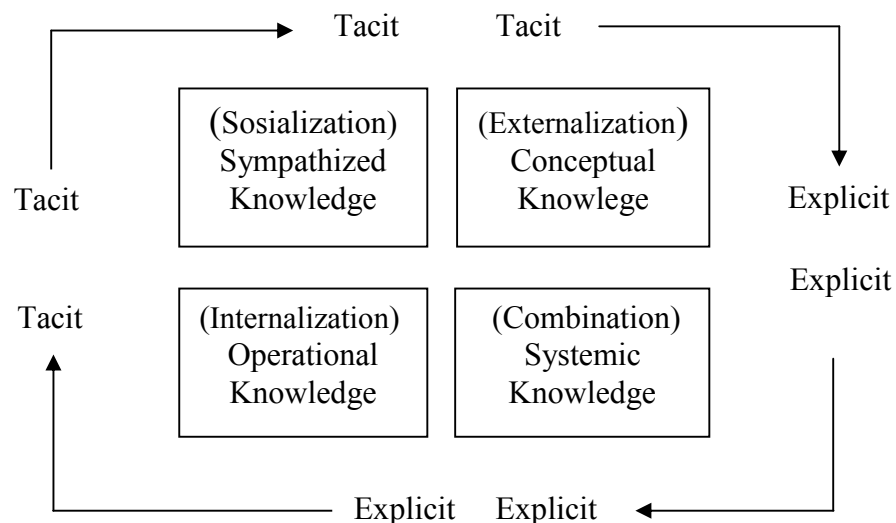 Tacit Tacit
(Sosialization)
Sympathized
Knowledge
(Externalization)
Conceptual
Knowlege
Tacit
Explicit
Explicit
Tacit
(Internalization)
Operational
Knowledge
(Combination)
Systemic
Knowledge
Explicit Explicit